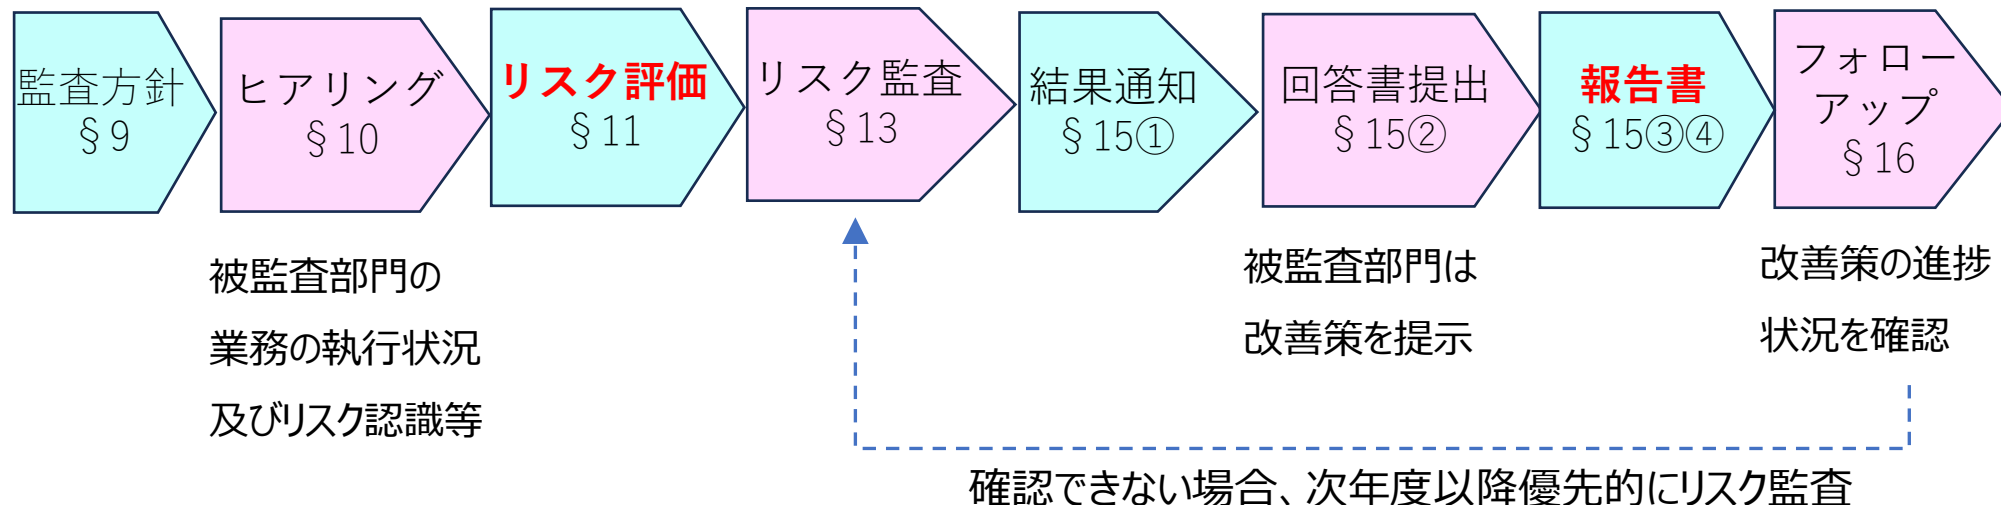 監査方針
§9
ヒアリング
§10
リスク評価
§11
リスク監査
§13
結果通知
§15①
回答書提出
§15②
報告書
§15③④
フォロー
アップ
§16
被監査部門の
業務の執行状況
及びリスク認識等
被監査部門は
改善策を提示
改善策の進捗
状況を確認
確認できない場合、次年度以降優先的にリスク監査